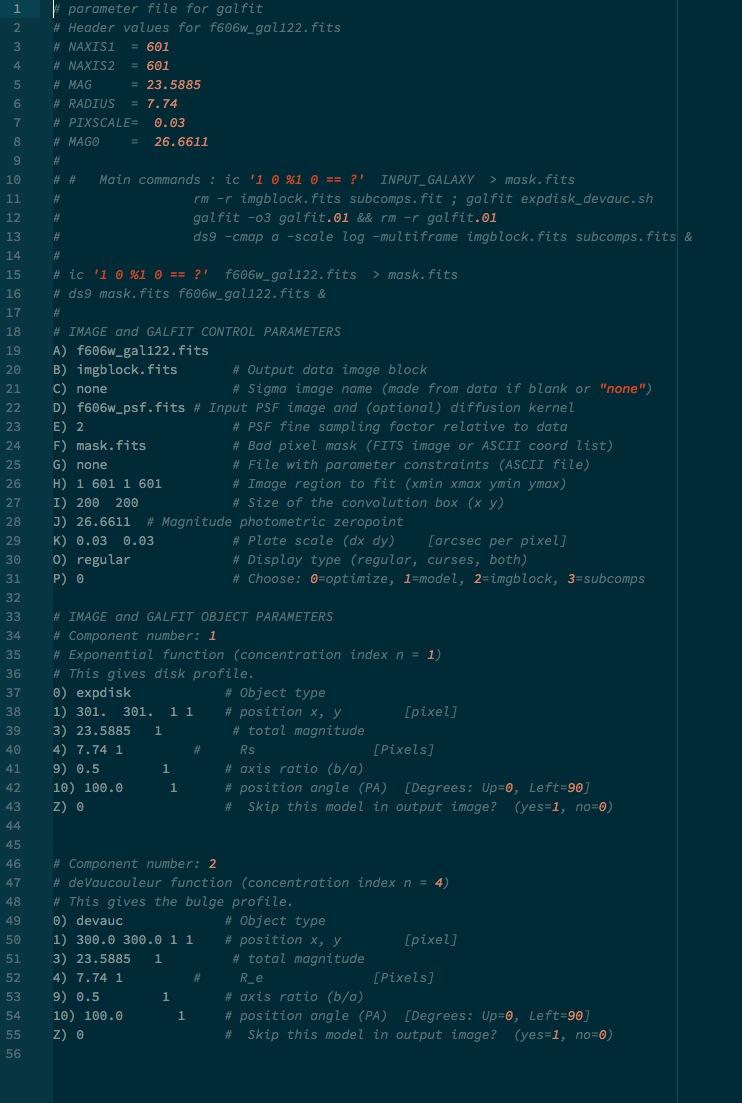 1 # parameter file for galfit
2 # Header values for f606w_gal122.fits
3 # NAXIS1  = 601
4 # NAXIS2  = 601
5 # MAG     = 23.5885
6 # RADIUS  = 7.74
7 # PIXSCALE=  0.03
8 # MAG0    =  26.6611
9 #
10 # #   Main commands : ic '1 0 %1 0 == ?'  INPUT_GALAXY  > mask.fits
11 #                 rm -r imgblock.fits subcomps.fit ; galfit expdisk_devauc.sh
12 #                 galfit -o3 galfit.01 && rm -r galfit.01
13 #                 ds9 -cmap a -scale log -multiframe imgblock.fits subcomps.fits &
14 #
15 # ic '1 0 %1 0 == ?'  f606w_gal122.fits  > mask.fits
16 # ds9 mask.fits f606w_gal122.fits &
17 #
18 # IMAGE and GALFIT CONTROL PARAMETERS
19 A) f606w_gal122.fits
20 B) imgblock.fits       # Output data image block
21 C) none                # Sigma image name (made from data if blank or "none")
22 D) f606w_psf.fits # Input PSF image and (optional) diffusion kernel
23 E) 2                   # PSF fine sampling factor relative to data
24 F) mask.fits           # Bad pixel mask (FITS image or ASCII coord list)
25 G) none                # File with parameter constraints (ASCII file)
26 H) 1 601 1 601         # Image region to fit (xmin xmax ymin ymax)
27 I) 200  200            # Size of the convolution box (x y)
28 J) 26.6611  # Magnitude photometric zeropoint
29 K) 0.03  0.03          # Plate scale (dx dy)    [arcsec per pixel]
30 O) regular             # Display type (regular, curses, both)
31 P) 0                   # Choose: 0=optimize, 1=model, 2=imgblock, 3=subcomps
32
33 # IMAGE and GALFIT OBJECT PARAMETERS
34 # Component number: 1
35 # Exponential function (concentration index n = 1)
36 # This gives disk profile.
37 0) expdisk            # Object type
38 1) 301.  301.  1 1    # position x, y        [pixel]
39 3) 23.5885   1         # total magnitude
40 4) 7.74 1         #     Rs               [Pixels]
41 9) 0.5        1       # axis ratio (b/a)
42 10) 100.0      1      # position angle (PA)  [Degrees: Up=0, Left=90]
43 Z) 0                  #  Skip this model in output image?  (yes=1, no=0)
44
45
46 # Component number: 2
47 # deVaucouleur function (concentration index n = 4)
48 # This gives the bulge profile.
49 0) devauc             # Object type
50 1) 300.0 300.0 1 1    # position x, y        [pixel]
51 3) 23.5885   1         # total magnitude
52 4) 7.74 1         #     R_e              [Pixels]
53 9) 0.5        1       # axis ratio (b/a)
54 10) 100.0       1     # position angle (PA)  [Degrees: Up=0, Left=90]
55 Z) 0                  #  Skip this model in output image?  (yes=1, no=0)
56